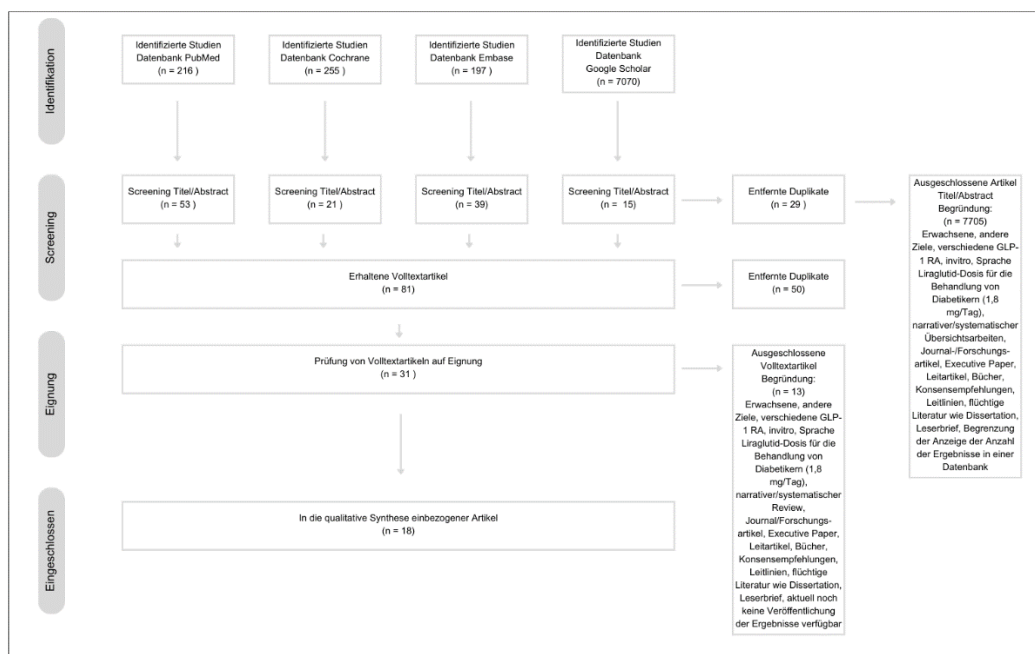 Identifikation
Identifizierte Studien
Datenbank PubMed
(n = 216 )
Identifizierte Studien
Datenbank Cochrane
(n = 255 )
Identifizierte Studien
Datenbank Embase
(n = 197 )
Identifizierte Studien
Datenbank
Google Scholar
(n = 7070)
Screening
Screening Titel/Abstract
(n = 53 )
Screening Titel/Abstract
(n = 21 )
Screening Titel/Abstract
(n = 39)
Screening Titel/Abstract
(n =  15)
Entfernte Duplikate
(n = 29 )
Ausgeschlossene Artikel
Titel/Abstract
Begründung:
(n = 7705)
Erwachsene, andere
Ziele, verschiedene GLP-
1 RA, invitro, Sprache
Liraglutid-Dosis für die
Behandlung von
Diabetikern (1,8
mg/Tag),
narrativer/systematischer
Übersichtsarbeiten,
Journal-/Forschungs-
artikel, Executive Paper,
Leitartikel, Bücher,
Konsensempfehlungen,
Leitlinien, flüchtige
Literatur wie Dissertation,
Leserbrief, Begrenzung
der Anzeige der Anzahl
der Ergebnisse in einer
Datenbank
Erhaltene Volltextartikel
(n = 81)
Entfernte Duplikate
(n = 50)
Eignung
Prüfung von Volltextartikeln auf Eignung
(n = 31 )
Ausgeschlossene
Volltextartikel
Begründung:
(n = 13)
Erwachsene, andere
Ziele, verschiedene GLP-
1 RA, invitro, Sprache
Liraglutid-Dosis für die
Behandlung von
Diabetikern (1,8
mg/Tag),
narrativer/systematischer
Review,
Journal/Forschungs-
artikel, Executive Paper,
Leitartikel, Bücher,
Konsensempfehlungen,
Leitlinien, flüchtige
Literatur wie Dissertation,
Leserbrief, aktuell noch
keine Veröffentlichung
der Ergebnisse verfügbar
Eingeschlossen
In die qualitative Synthese einbezogener Artikel
(n = 18)